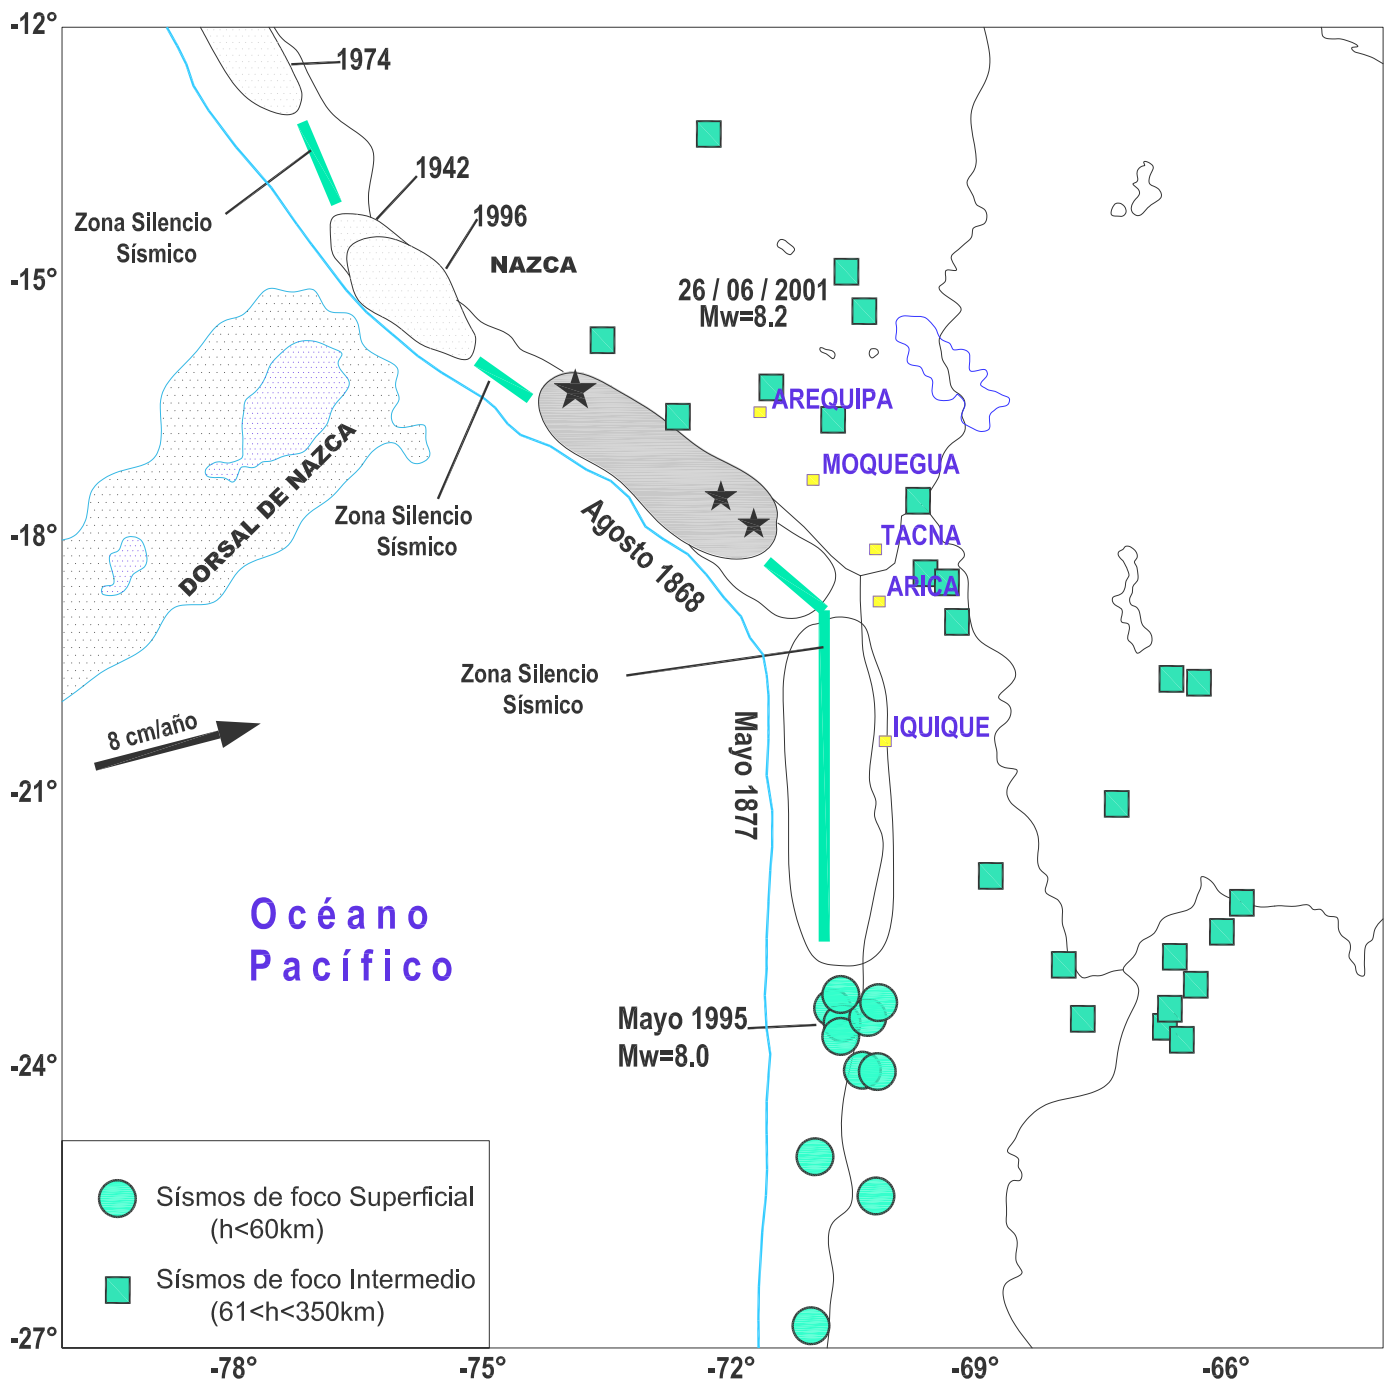 -12°
1974
1942
1996
Zona Silencio
Sísmico
NAZCA
-15°
26 / 06 / 2001
Mw=8.2
AREQUIPA
MOQUEGUA
DORSAL DE NAZCA
Zona Silencio
Sísmico
Agosto 1868
-18°
TACNA
ARICA
Zona Silencio
Sísmico
8 cm/año
Mayo 1877
IQUIQUE
-21°
Océano
Pacífico
Mayo 1995
Mw=8.0
-24°
Sísmos de foco Superficial
(h<60km)
Sísmos de foco Intermedio
(61<h<350km)
-27°
-78°
-75°
-72°
-69°
-66°